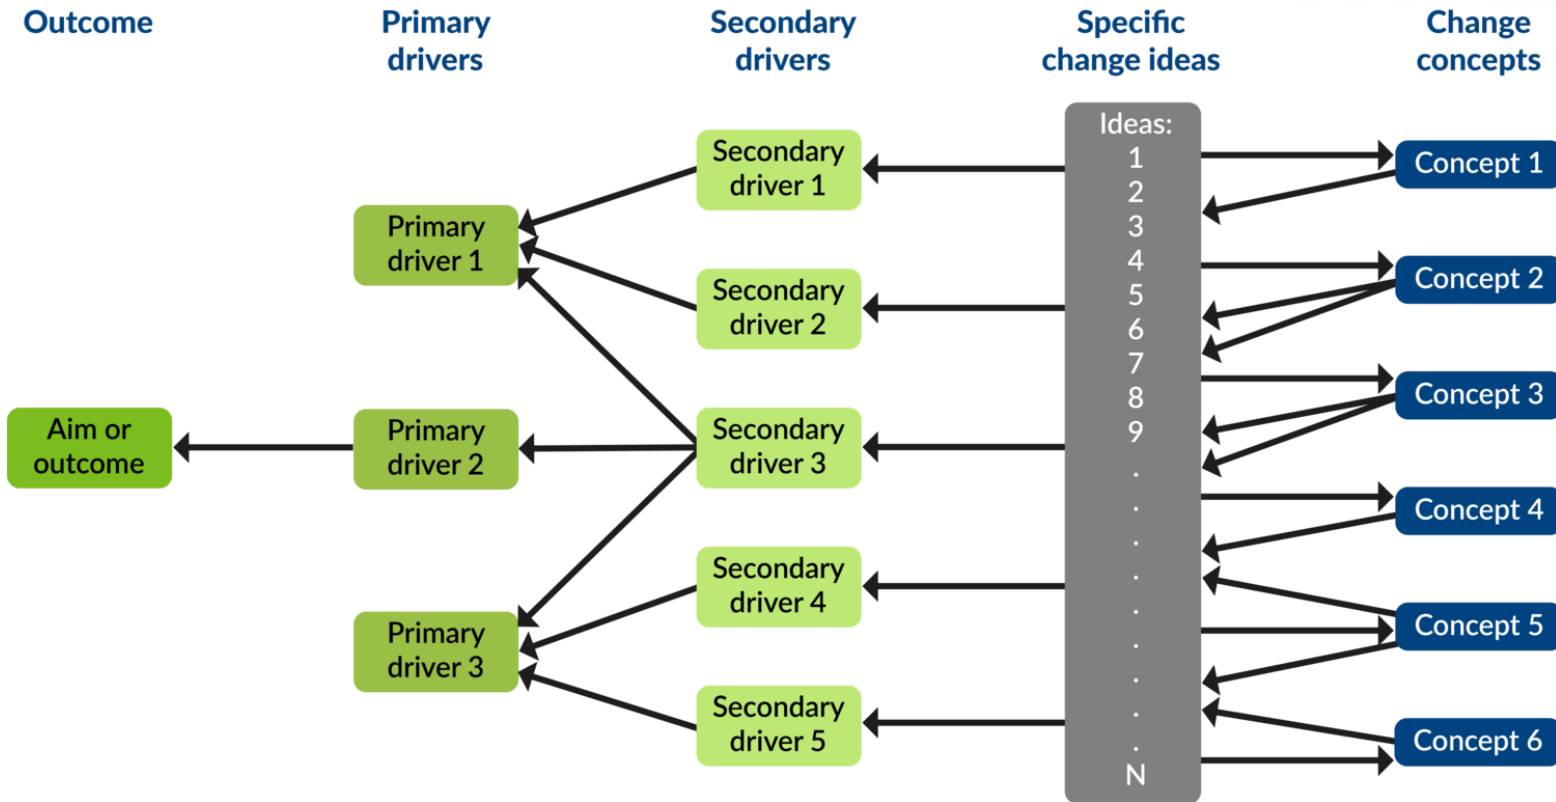 Outcome
Primary
drivers
Secondary
drivers
Specific
change ideas
Change
concepts
Aim or
outcome
Primary
driver 1
Primary
driver 2
Primary
driver 3
Secondary
driver 1
Secondary
driver 2
Secondary
driver 3
Secondary
driver 4
Secondary
driver 5
Ideas:
1
2
3
4
5
6
7
8
9
.
.
.
.
.
.
.
.
.
N
Concept 1
Concept 2
Concept 3
Concept 4
Concept 5
Concept 6